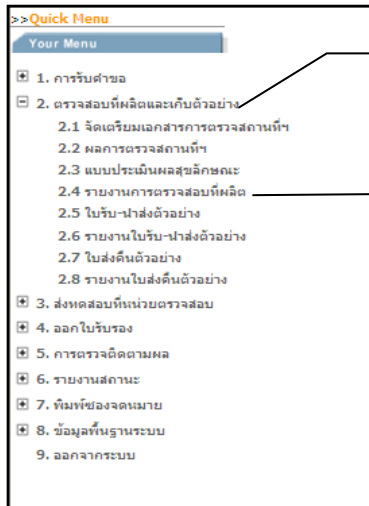 >>Quick Menu
Your Menu
1. การรับคำขอ
2. ตรวจสอบที่ผลิตและเก็บตัวอย่าง
2.1 จัดเตรียมเอกสารการตรวจสถานที่ฯ
2.2 ผลการตรวจสถานที่ฯ
2.3 แบบประเมินผลสุขลักษณะ
2.4 รายงานการตรวจสอบที่ผลิต
2.5 ใบรับ-นำส่งตัวอย่าง
2.6 รายงานใบรับ-นำส่งตัวอย่าง
2.7 ใบส่งคืนตัวอย่าง
2.8 รายงานใบส่งคืนตัวอย่าง
3. ส่งทดสอบที่หน่วยตรวจสอบ
4. ออกใบรับรอง
5. การตรวจติดตามผล
6. รายงานสถานะ
7. พิมพ์ซองจดหมาย
8. ข้อมูลพื้นฐานระบบ
9. ออกจากระบบ